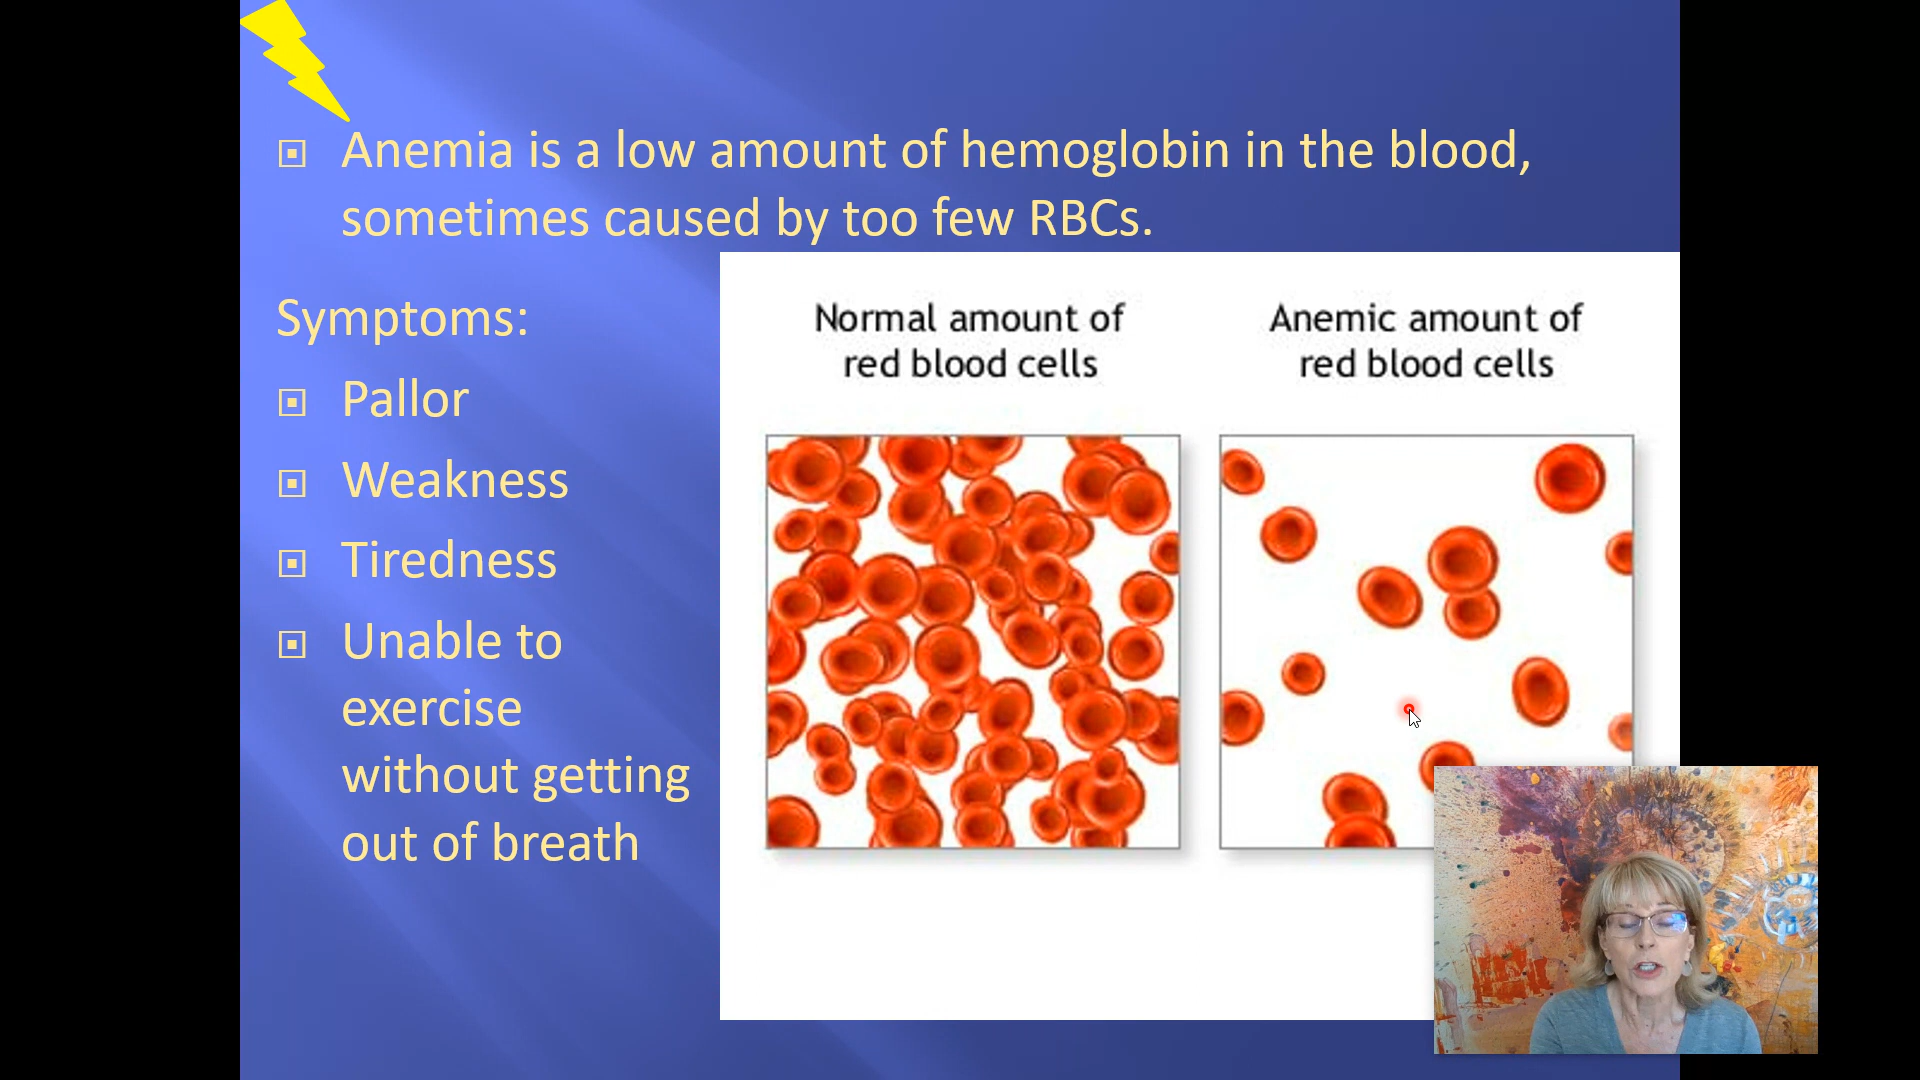 Anemia is a low amount of hemoglobin in the blood,
sometimes caused by too few RBCs.
Symptoms:
Pallor
Weakness
Tiredness
Unable to
exercise
without getting
out of breath
Normal amount of
red blood cells
Anemic amount of
red blood cells